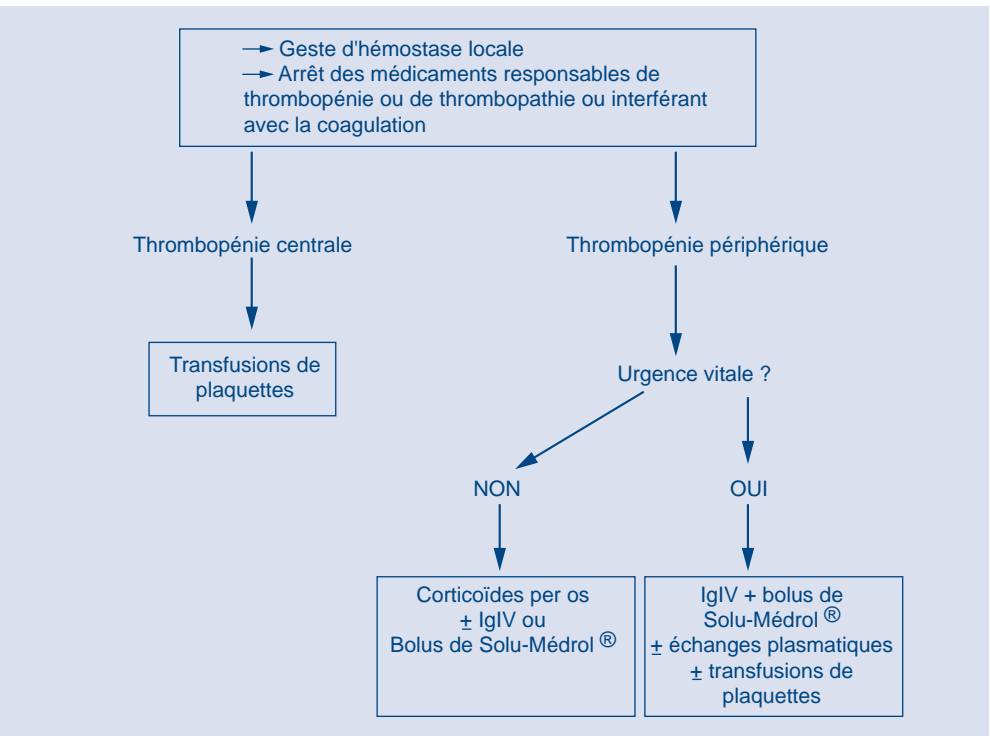 → Geste d'hémostase locale
→ Arrêt des médicaments responsables de
thrombopénie ou de thrombopathie ou interférant
avec la coagulation
Thrombopénie centrale
Thrombopénie périphérique
Transfusions de
plaquettes
Urgence vitale ?
NON
OUI
Corticoïdes per os
± IgIV ou
Bolus de Solu-Médrol ®
IgIV + bolus de
Solu-Médrol ®
± échanges plasmatiques
± transfusions de
plaquettes